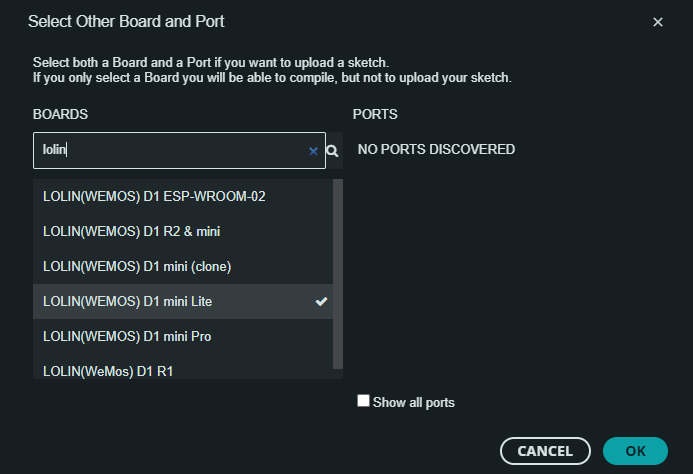 Select Other Board and Port
Select both a Board and a Port if you want to upload a sketch.
If you only select a Board you will be able to compile, but not to upload your sketch.
BOARDS
lolin
LOLIN(WEMOS) D1 ESP-WROOM-02
LOLIN(WEMOS) D1 R2 & mini
LOLIN(WEMOS) D1 mini (clone)
LOLIN(WEMOS) D1 mini Lite
LOLIN(WEMOS) D1 mini Pro
LOLIN(WeMos) D1 R1
PORTS
NO PORTS DISCOVERED
Show all ports
CANCEL
OK